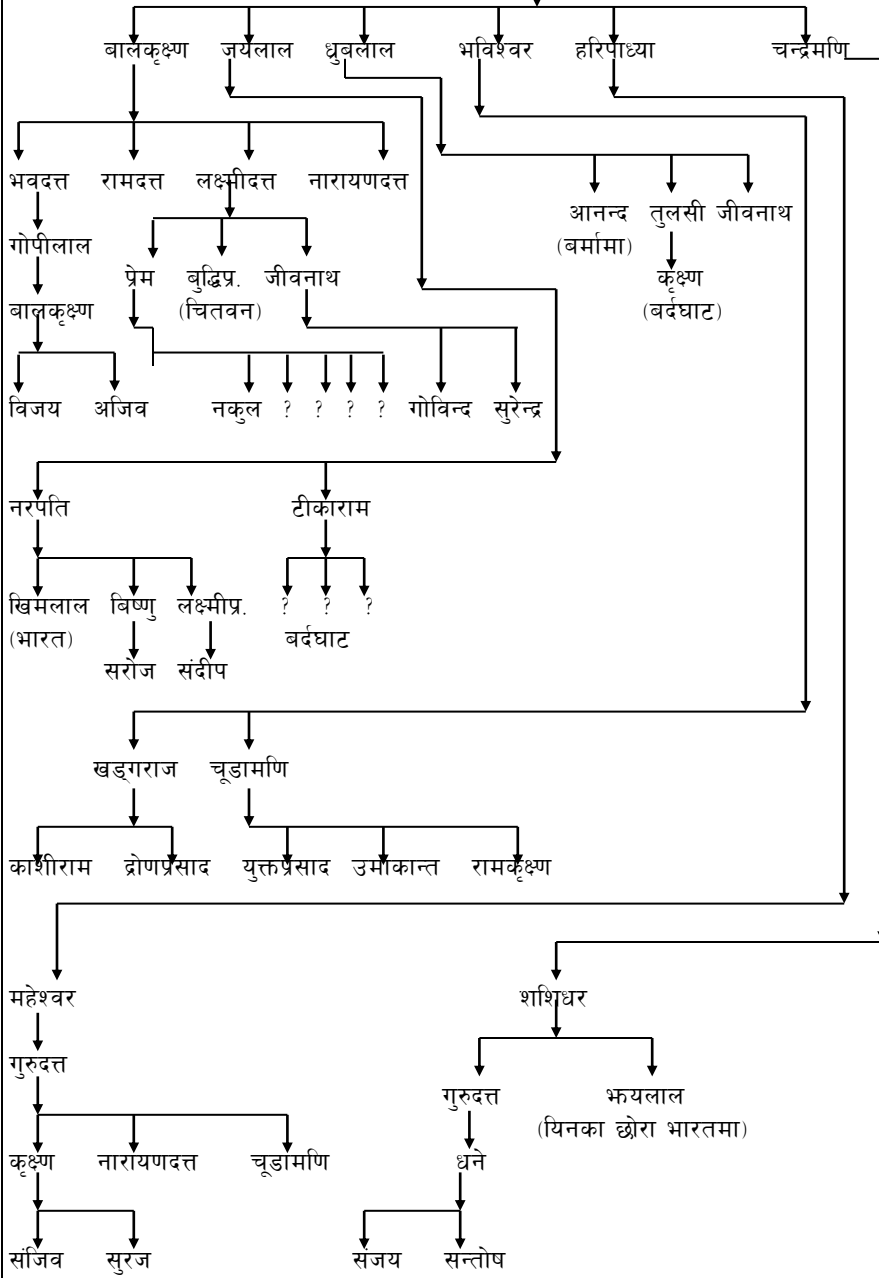 बालकृक्ष्ण जयलाल ध्रुबलाल भविश्वर हरिपाध्या चन्द्रमणि
भवदत्त रामदत्त लक्ष्मीदत्त नारायणदत्त
आनन्द तुलसी जीवनाथ
(बर्मामा)
गोपीलाल
प्रेम बुद्धिप्र. जीवनाथ
कृक्ष्ण
(चितवन)
(बर्दघाट)
बालकृक्ष्ण
विजय अजिव नकुल ? ? ? ? गोविन्द सुरेन्द्र
नरपति टीकाराम
खिमलाल बिष्णु लक्ष्मीप्र. ? ? ?
(भारत) बर्दघाट
सरोज संदीप
खड्गराज चूडामणि
काशीराम द्रोणप्रसाद युक्तप्रसाद उमाकान्त रामकृक्ष्ण
महेश्वर शशिधर
गुरुदत्त
गुरुदत्त झयलाल
(यिनका छोरा भारतमा)
कृक्ष्ण नारायणदत्त चूडामणि धने
संजिव सुरज संजय सन्तोष